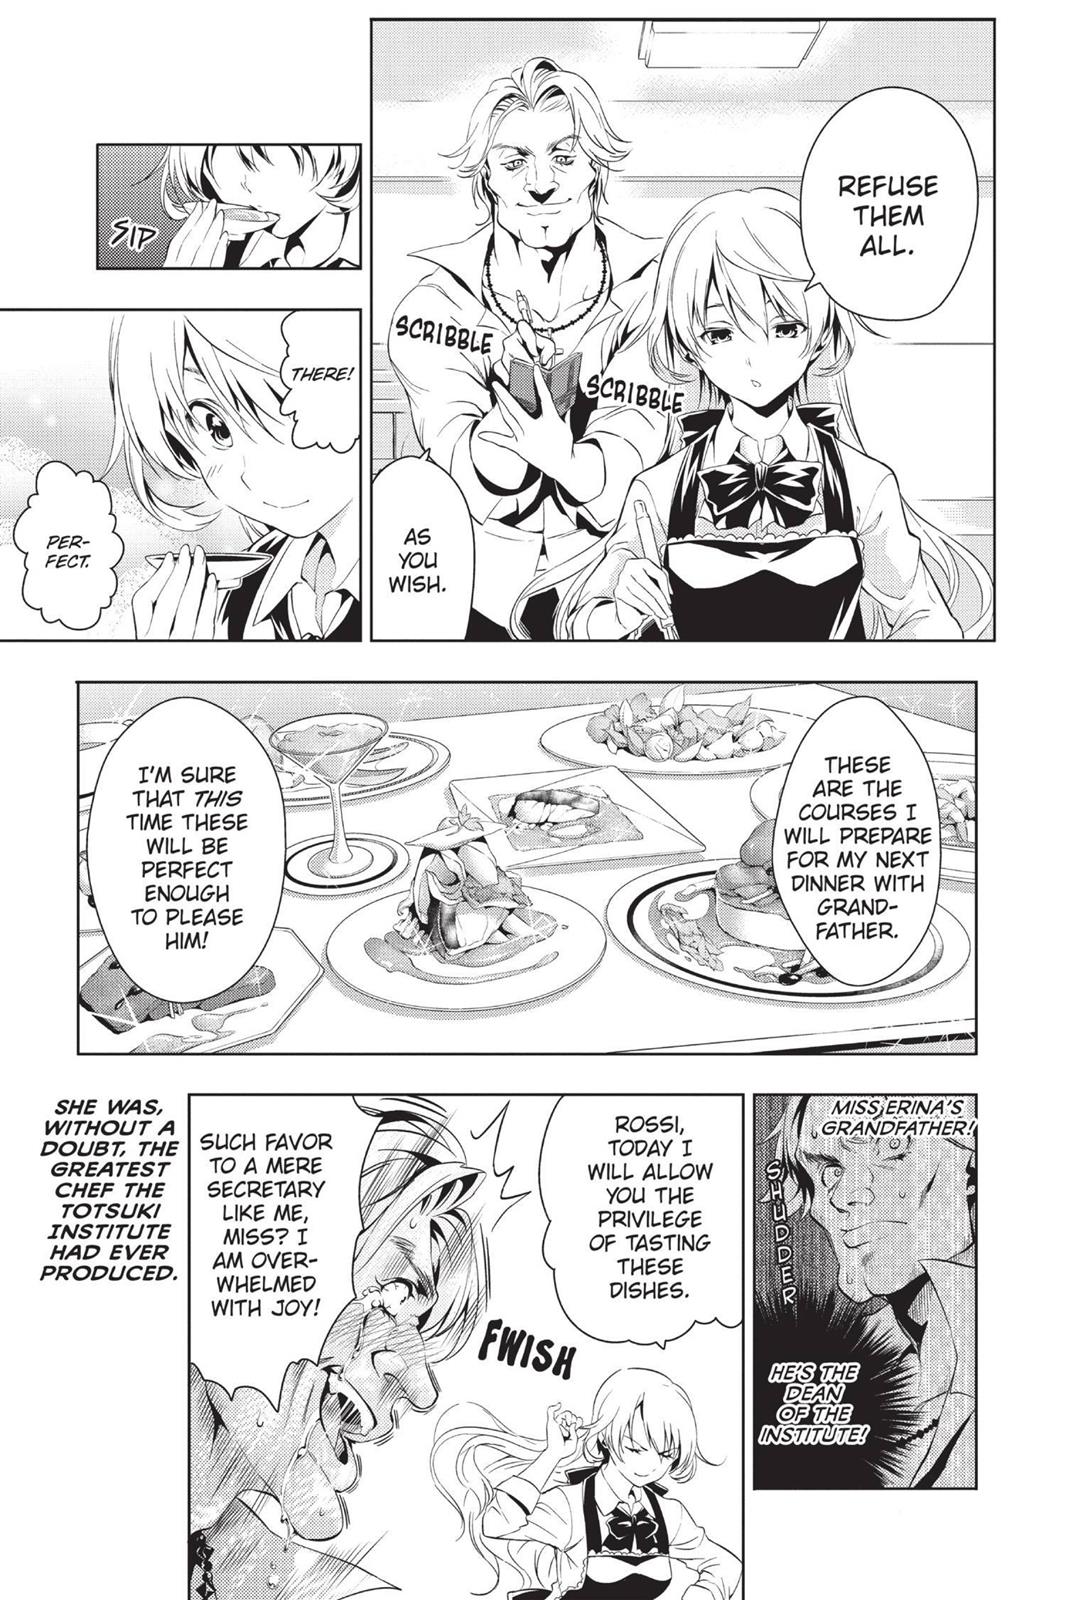 REFUSE
THEM
ALL.
SCRIBBLE
SCRIBBLE
AS
YOU
WISH.
SIP
THERE!
PER-
FECT.
THESE
ARE THE
COURSES I
WILL PREPARE
FOR MY NEXT
DINNER WITH
GRAND-
FATHER.
I'M SURE
THAT THIS
TIME THESE
WILL BE
PERFECT
ENOUGH
TO PLEASE
HIM!
MISS ERINA'S
GRANDFATHER!
SHUDDER
HE'S THE
DEAN
OF THE
INSTITUTE!
ROSSI,
TODAY I
WILL ALLOW
YOU THE
PRIVILEGE
OF TASTING
THESE
DISHES.
FWISH
SUCH FAVOR
TO A MERE
SECRETARY
LIKE ME,
MISS? I
AM OVER-
WHELMED
WITH JOY!
SHE WAS,
WITHOUT A
DOUBT, THE
GREATEST
CHEF THE
TOTSUKI
INSTITUTE
HAD EVER
PRODUCED.